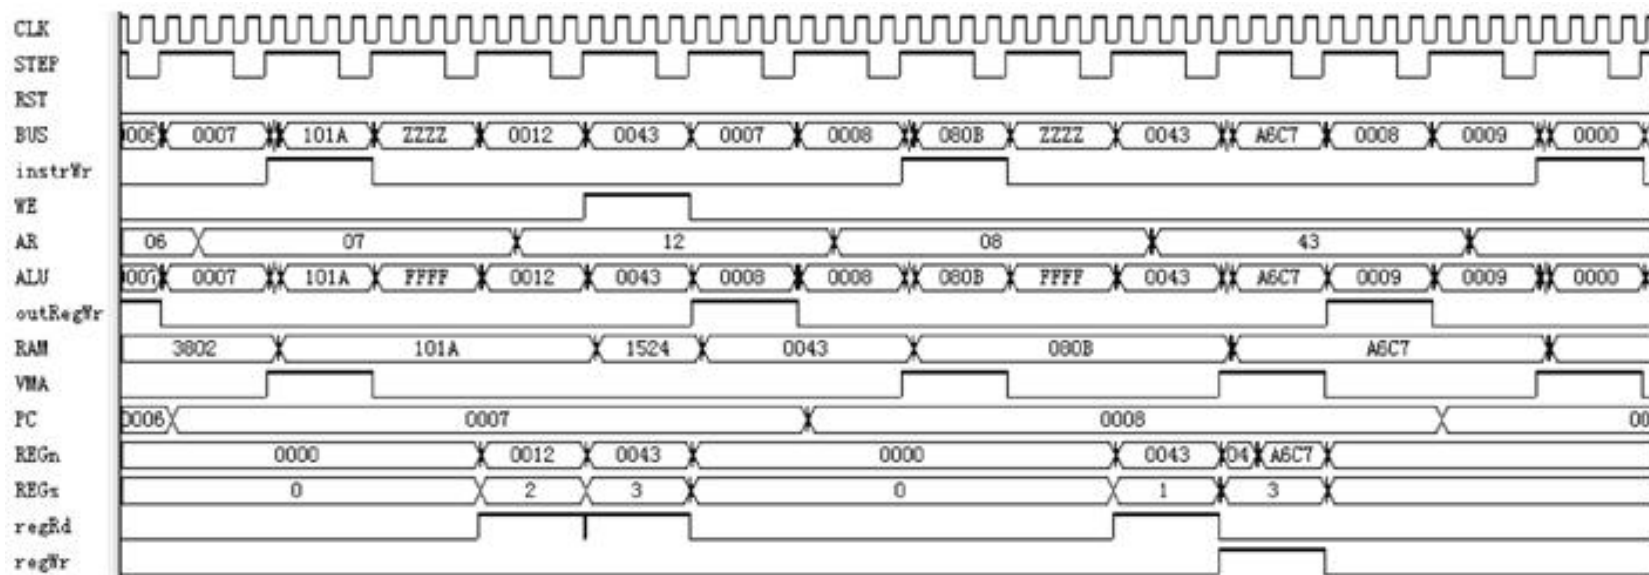 CLK
STEP
RST
BUS 0006 0007 101A ZZZZ 0012 0043 0007 0008 080B ZZZZ 0043 A6C7 0008 0009 0000
instrWr
WE
AR 06 07 12 08 43
ALU 0007 0007 101A FFFF 0012 0043 0008 0008 080B FFFF 0043 A6C7 0009 0009 0000
outRegWr
RAM 3802 101A 1524 0043 080B A6C7
VMA
PC 0006 0007 0008 00
REGn 0000 0012 0043 0000 0043 04 A6C7
REGs 0 2 3 0 1 3
regRd
regWr